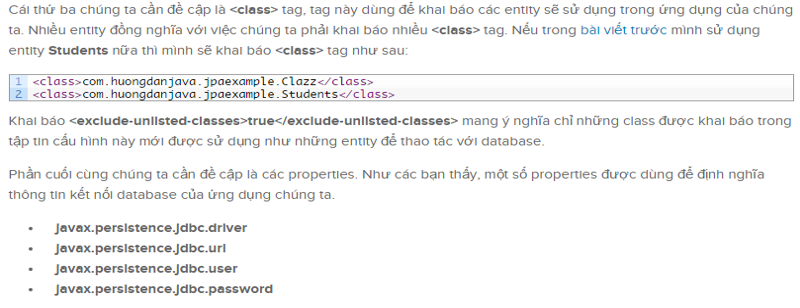 Cái thứ ba chúng ta cần đề cập là <class> tag, tag này dùng để khai báo các entity sẽ sử dụng trong ứng dụng của chúng
ta. Nhiều entity đồng nghĩa với việc chúng ta phải khai báo nhiều <class> tag. Nếu trong bài viết trước mình sử dụng
entity Students nữa thì mình sẽ khai báo <class> tag như sau:
1 <class>com.huongdanjava.jpaexample.Clazz</class>
2 <class>com.huongdanjava.jpaexample.Students</class>
Khai báo <exclude-unlisted-classes>true</exclude-unlisted-classes> mang ý nghĩa chỉ những class được khai báo trong
tập tin cấu hình này mới được sử dụng như những entity để thao tác với database.
Phần cuối cùng chúng ta cần đề cập là các properties. Như các bạn thấy, một số properties được dùng để định nghĩa
thông tin kết nối database của ứng dụng chúng ta.
• javax.persistence.jdbc.driver
• javax.persistence.jdbc.url
• javax.persistence.jdbc.user
• javax.persistence.jdbc.password